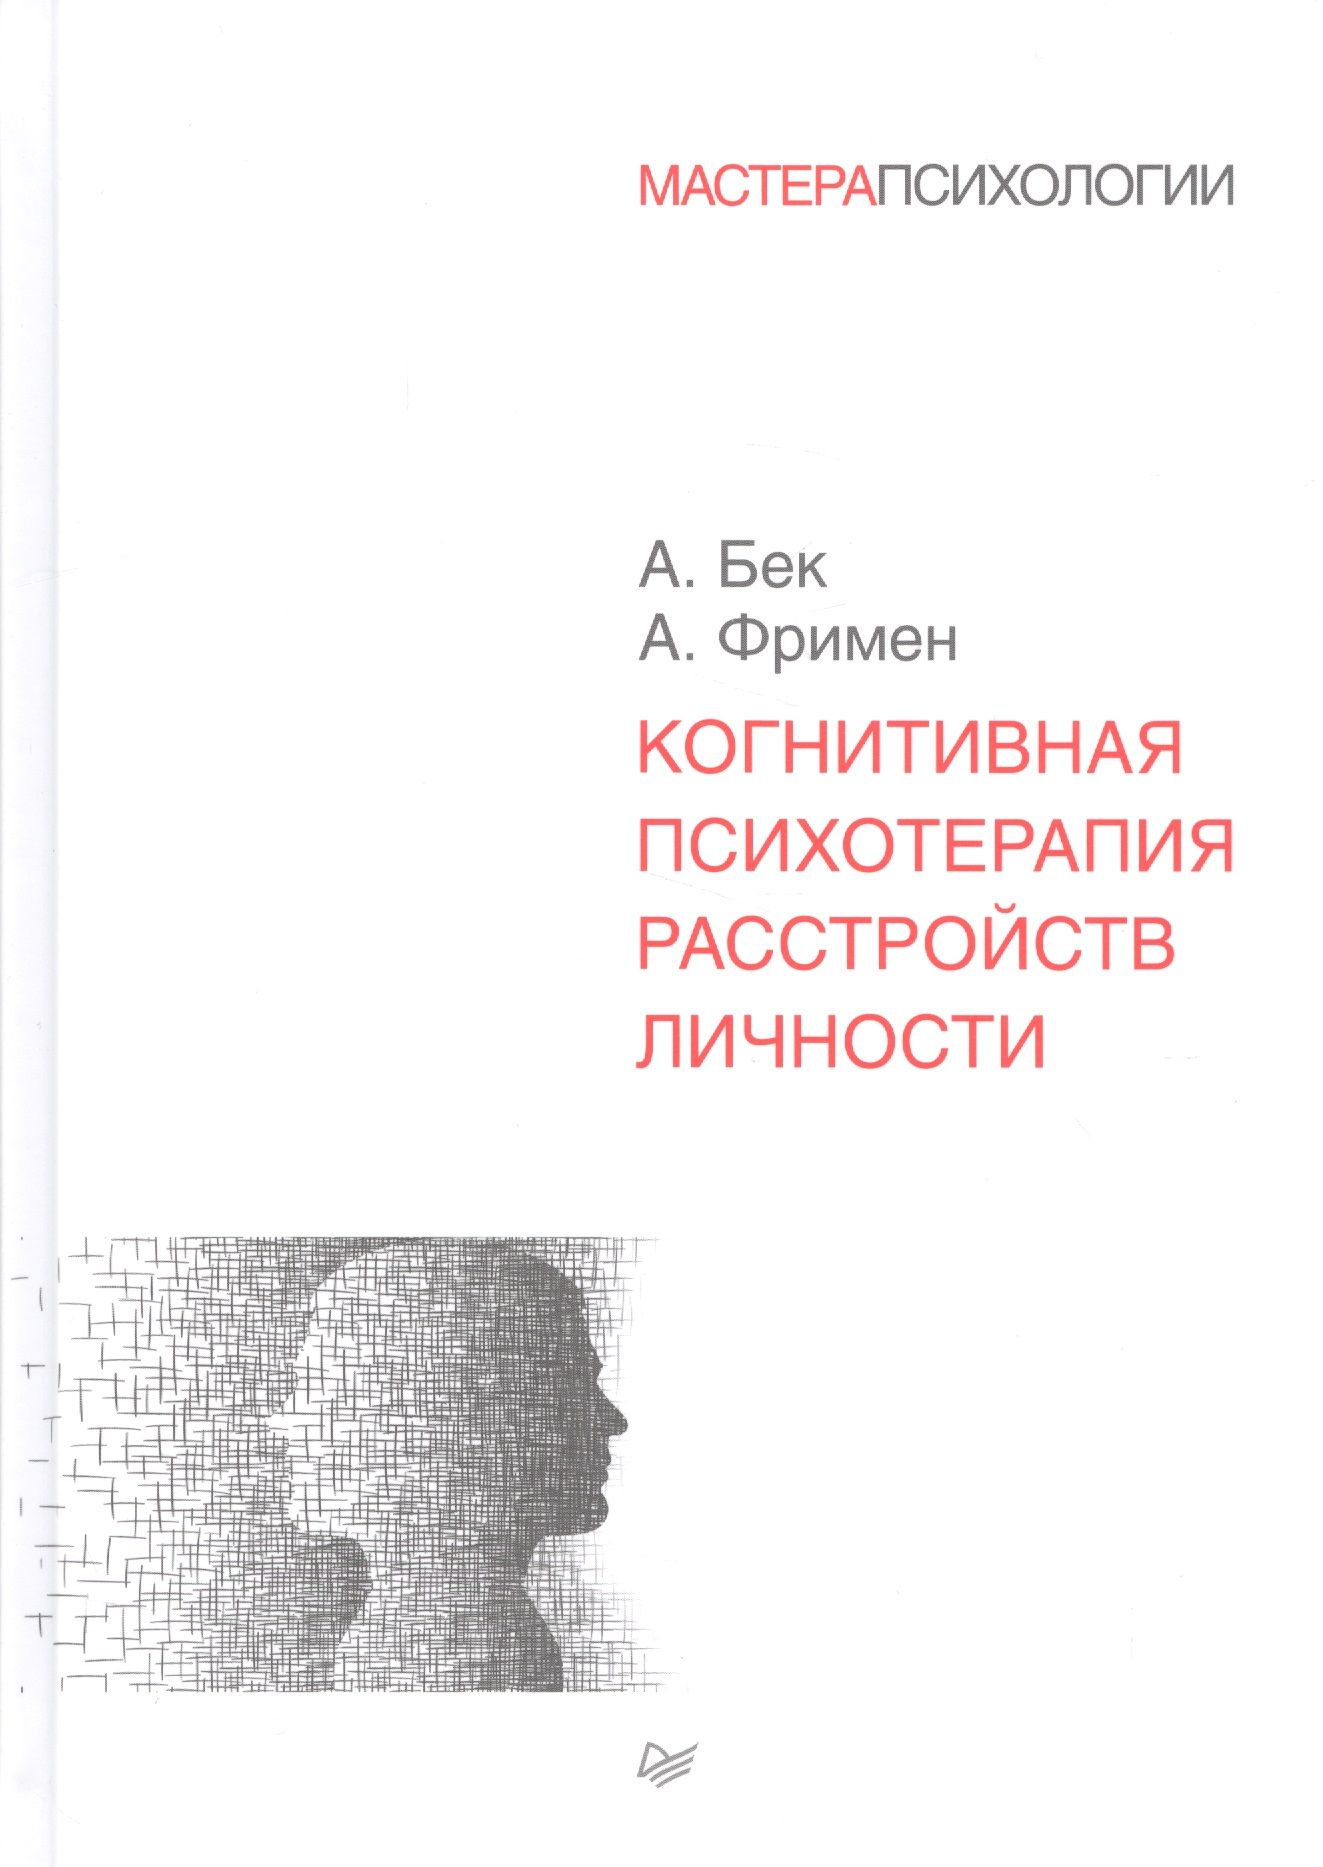 МАСТЕРАПСИХОЛОГИИ
А. Бек
А. Фримен
КОГНИТИВНАЯ
ПСИХОТЕРАПИЯ
РАССТРОЙСТВ
ЛИЧНОСТИ